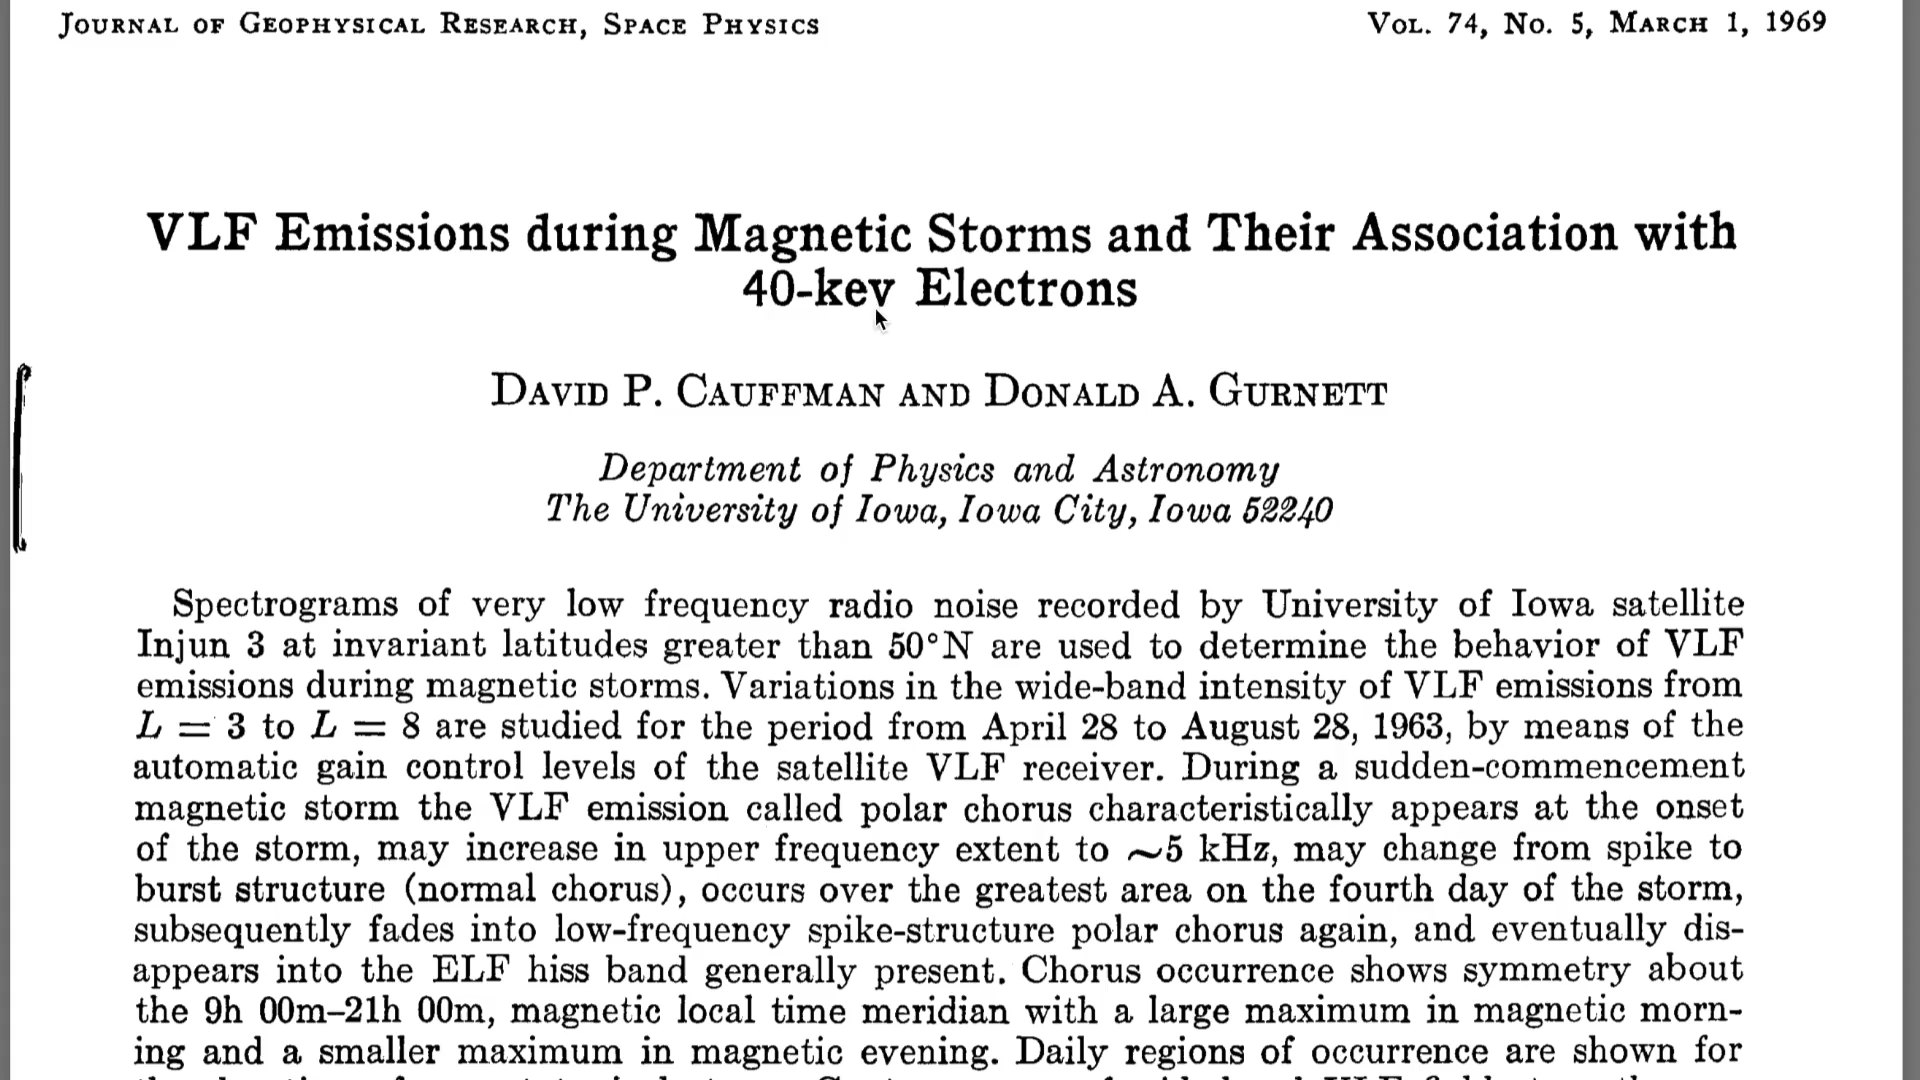 Journal of Geophysical Research, Space Physics
Vol. 74, No. 5, March 1, 1969
VLF Emissions during Magnetic Storms and Their Association with
40-kev Electrons
David P. Cauffman and Donald A. Gurnett
Department of Physics and Astronomy
The University of Iowa, Iowa City, Iowa 52240
Spectrograms of very low frequency radio noise recorded by University of Iowa satellite
Injun 3 at invariant latitudes greater than 50°N are used to determine the behavior of VLF
emissions during magnetic storms. Variations in the wide-band intensity of VLF emissions from
L = 3 to L = 8 are studied for the period from April 28 to August 28, 1963, by means of the
automatic gain control levels of the satellite VLF receiver. During a sudden-commencement
magnetic storm the VLF emission called polar chorus characteristically appears at the onset
of the storm, may increase in upper frequency extent to ~5 kHz, may change from spike to
burst structure (normal chorus), occurs over the greatest area on the fourth day of the storm,
subsequently fades into low-frequency spike-structure polar chorus again, and eventually dis-
appears into the ELF hiss band generally present. Chorus occurrence shows symmetry about
the 9h 00m–21h 00m, magnetic local time meridian with a large maximum in magnetic morn-
ing and a smaller maximum in magnetic evening. Daily regions of occurrence are shown for